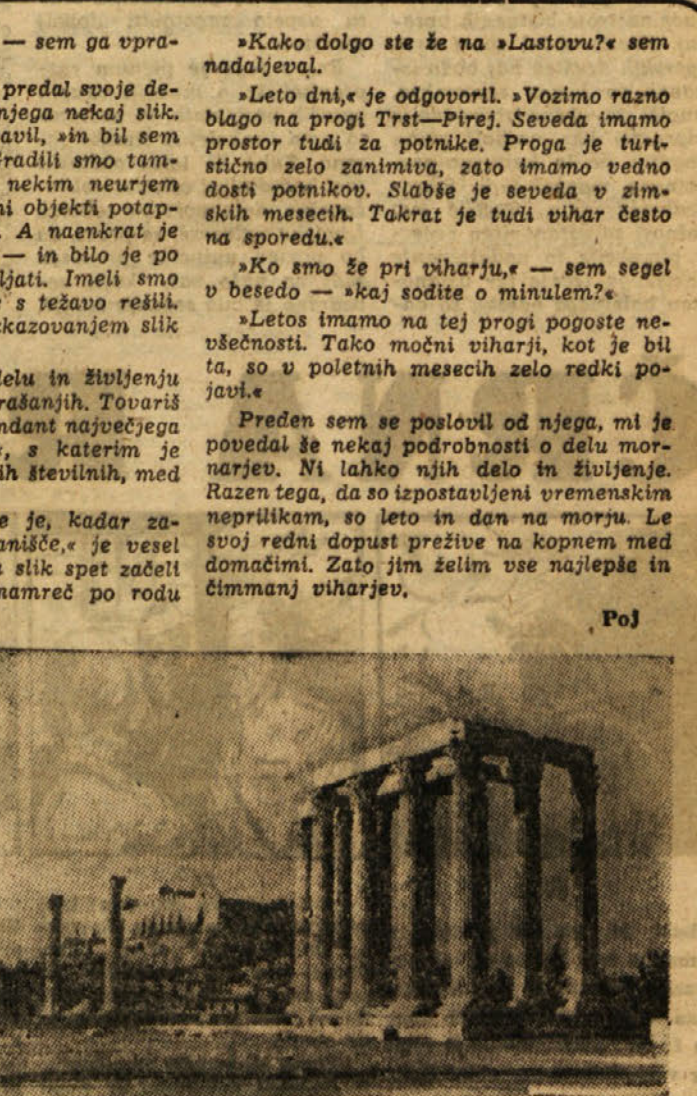 — sem ga vpra-
predal svoje de-
njega nekaj slik.
avil, »in bil sem
radili smo tam-
nekim neurjem
ni objekti potap-
. A naenkrat je
— in bilo je po
ljati. Imeli smo
s težavo rešili.
kazovanjem slik
delu in življenju
rašanjih. Tovariš
ndant največjega
, s katerim je
ih številnih, med
e je, kadar za-
anišče,« je vesel
slik spet začeli
namreč po rodu
»Kako dolgo ste že na »Lastovu?« sem
nadaljeval.
»Leto dni,« je odgovoril. »Vozimo razno
blago na progi Trst—Pirej. Seveda imamo
prostor tudi za potnike. Proga je turi-
stično zelo zanimiva, zato imamo vedno
dosti potnikov. Slabše je seveda v zim-
skih mesecih. Takrat je tudi vihar često
na sporedu.«
»Ko smo že pri viharju,« — sem segel
v besedo — »kaj sodite o minulem?«
»Letos imamo na tej progi pogoste ne-
všečnosti. Tako močni viharji, kot je bil
ta, so v poletnih mesecih zelo redki po-
javi.«
Preden sem se poslovil od njega, mi je
povedal še nekaj podrobnosti o delu mor-
narjev. Ni lahko njih delo in življenje.
Razen tega, da so izpostavljeni vremenskim
neprilikam, so leto in dan na morju. Le
svoj redni dopust prežive na kopnem med
domačimi. Zato jim želim vse najlepše in
čimmanj viharjev.
Poj